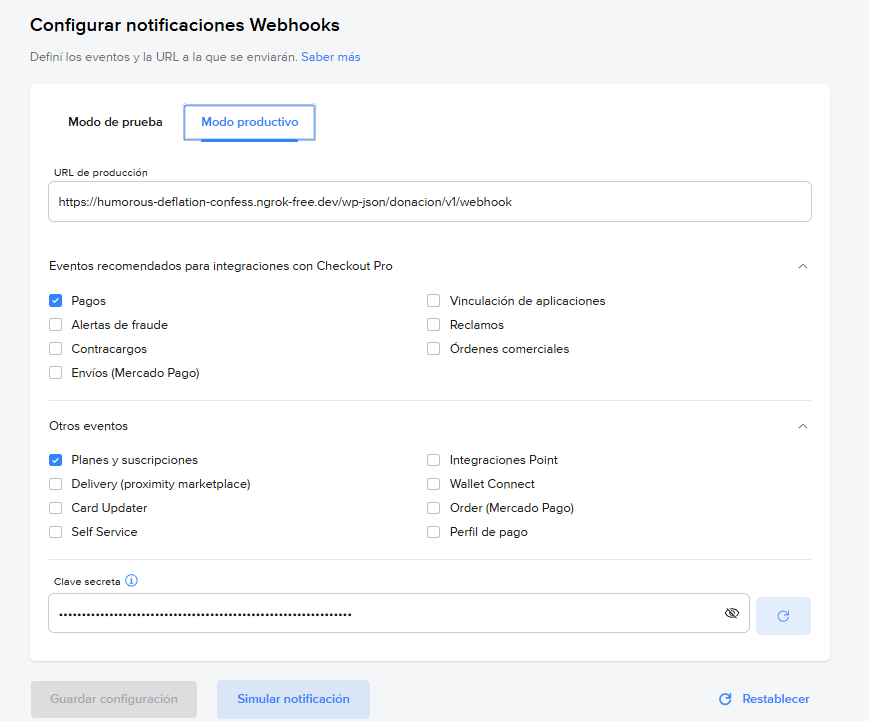 Configurar notificaciones Webhooks
Definí los eventos y la URL a la que se enviarán. Saber más
Modo de prueba
Modo productivo
URL de producción
https://humorous-deflation-confess.ngrok-free.dev/wp-json/donacion/v1/webhook
Eventos recomendados para integraciones con Checkout Pro
Pagos
Vinculación de aplicaciones
Alertas de fraude
Reclamos
Contracargos
Órdenes comerciales
Envíos (Mercado Pago)
Otros eventos
Planes y suscripciones
Integraciones Point
Delivery (proximity marketplace)
Wallet Connect
Card Updater
Order (Mercado Pago)
Self Service
Perfil de pago
Clave secreta
Guardar configuración
Simular notificación
Restablecer